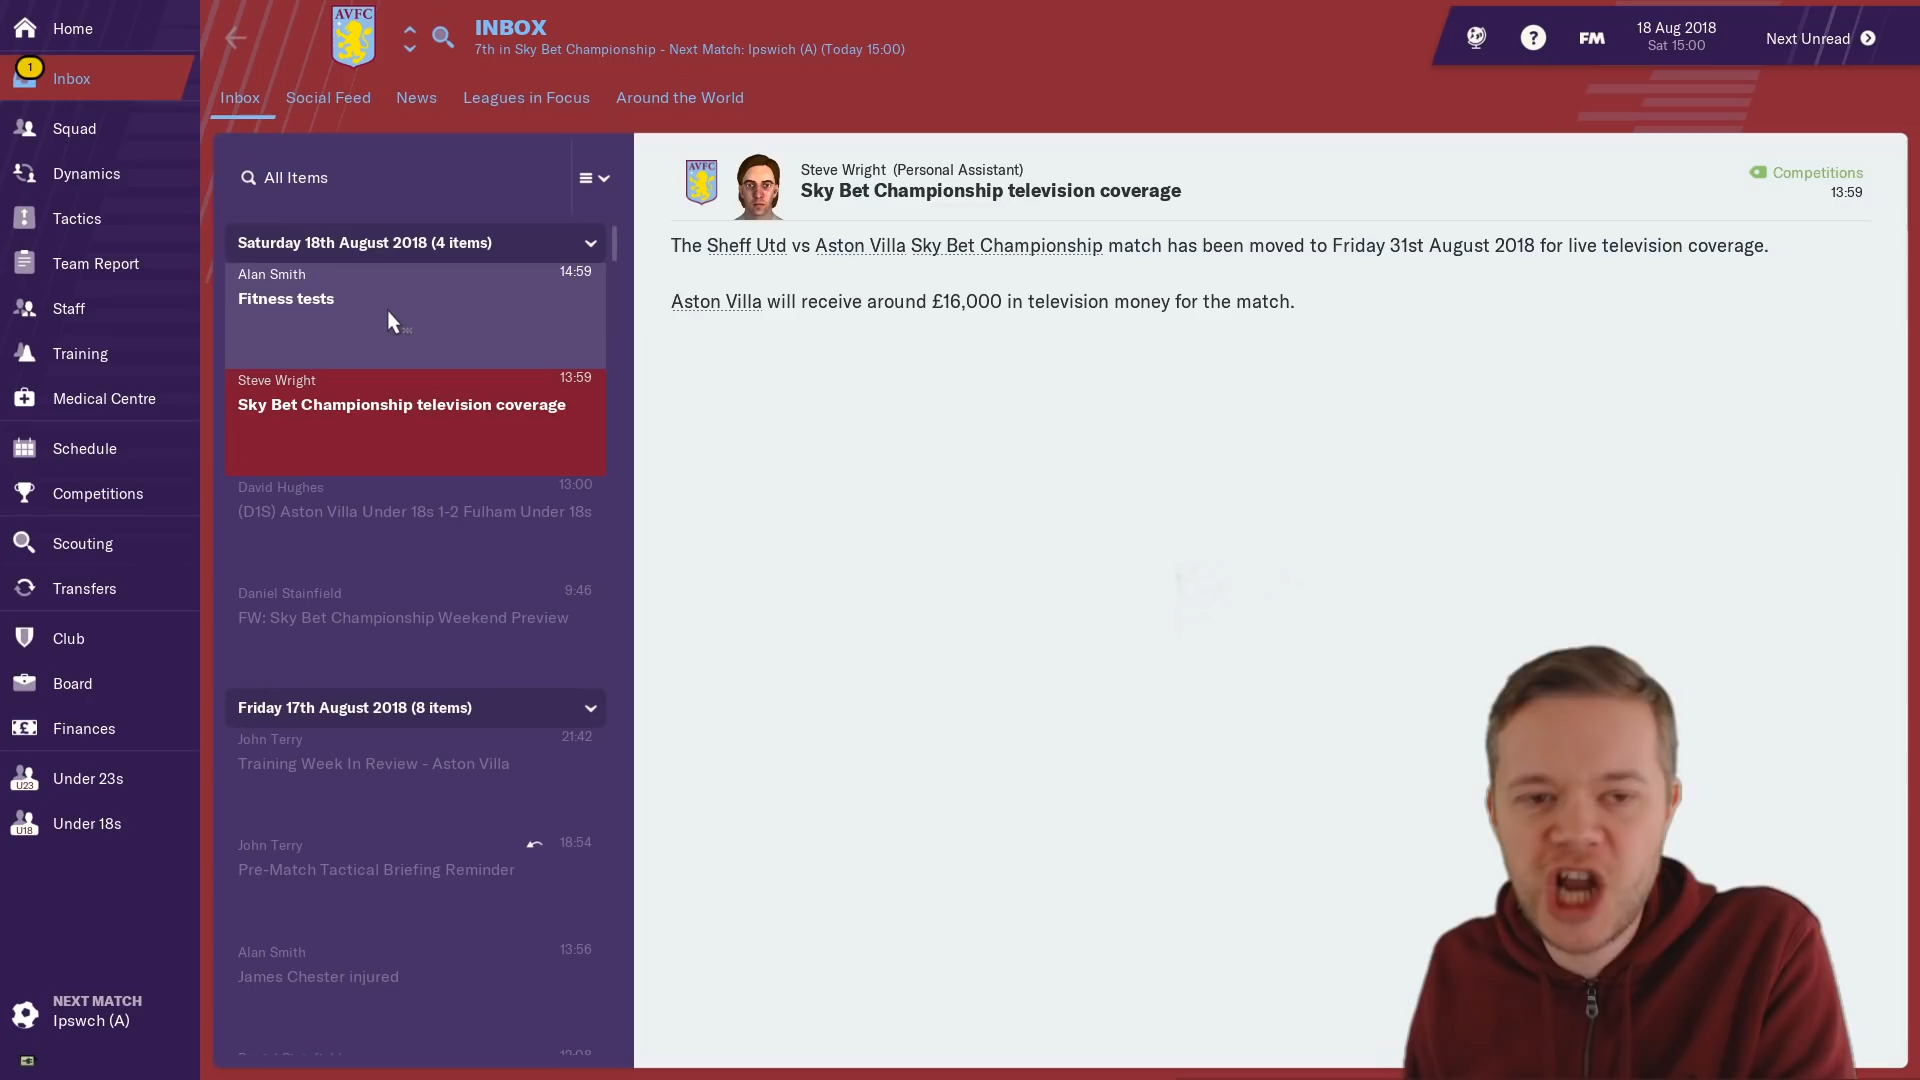 Home
1
Inbox
Squad
Dynamics
Tactics
Team Report
Staff
Training
Medical Centre
Schedule
Competitions
Scouting
Transfers
Club
Board
Finances
U23
Under 23s
U18
Under 18s
NEXT MATCH
Ipswch (A)
AVFC
INBOX
7th in Sky Bet Championship - Next Match: Ipswich (A) (Today 15:00)
?
FM
18 Aug 2018
Sat 15:00
Next Unread
Inbox
Social Feed
News
Leagues in Focus
Around the World
All Items
Saturday 18th August 2018 (4 items)
Alan Smith 14:59
Fitness tests
Steve Wright 13:59
Sky Bet Championship television coverage
David Hughes 13:00
(D1S) Aston Villa Under 18s 1-2 Fulham Under 18s
Daniel Stainfield 9:46
FW: Sky Bet Championship Weekend Preview
Friday 17th August 2018 (8 items)
John Terry 21:42
Training Week In Review - Aston Villa
John Terry 18:54
Pre-Match Tactical Briefing Reminder
Alan Smith 13:56
James Chester injured
AVFC
Steve Wright (Personal Assistant)
Sky Bet Championship television coverage
Competitions
13:59
The Sheff Utd vs Aston Villa Sky Bet Championship match has been moved to Friday 31st August 2018 for live television coverage.
Aston Villa will receive around £16,000 in television money for the match.